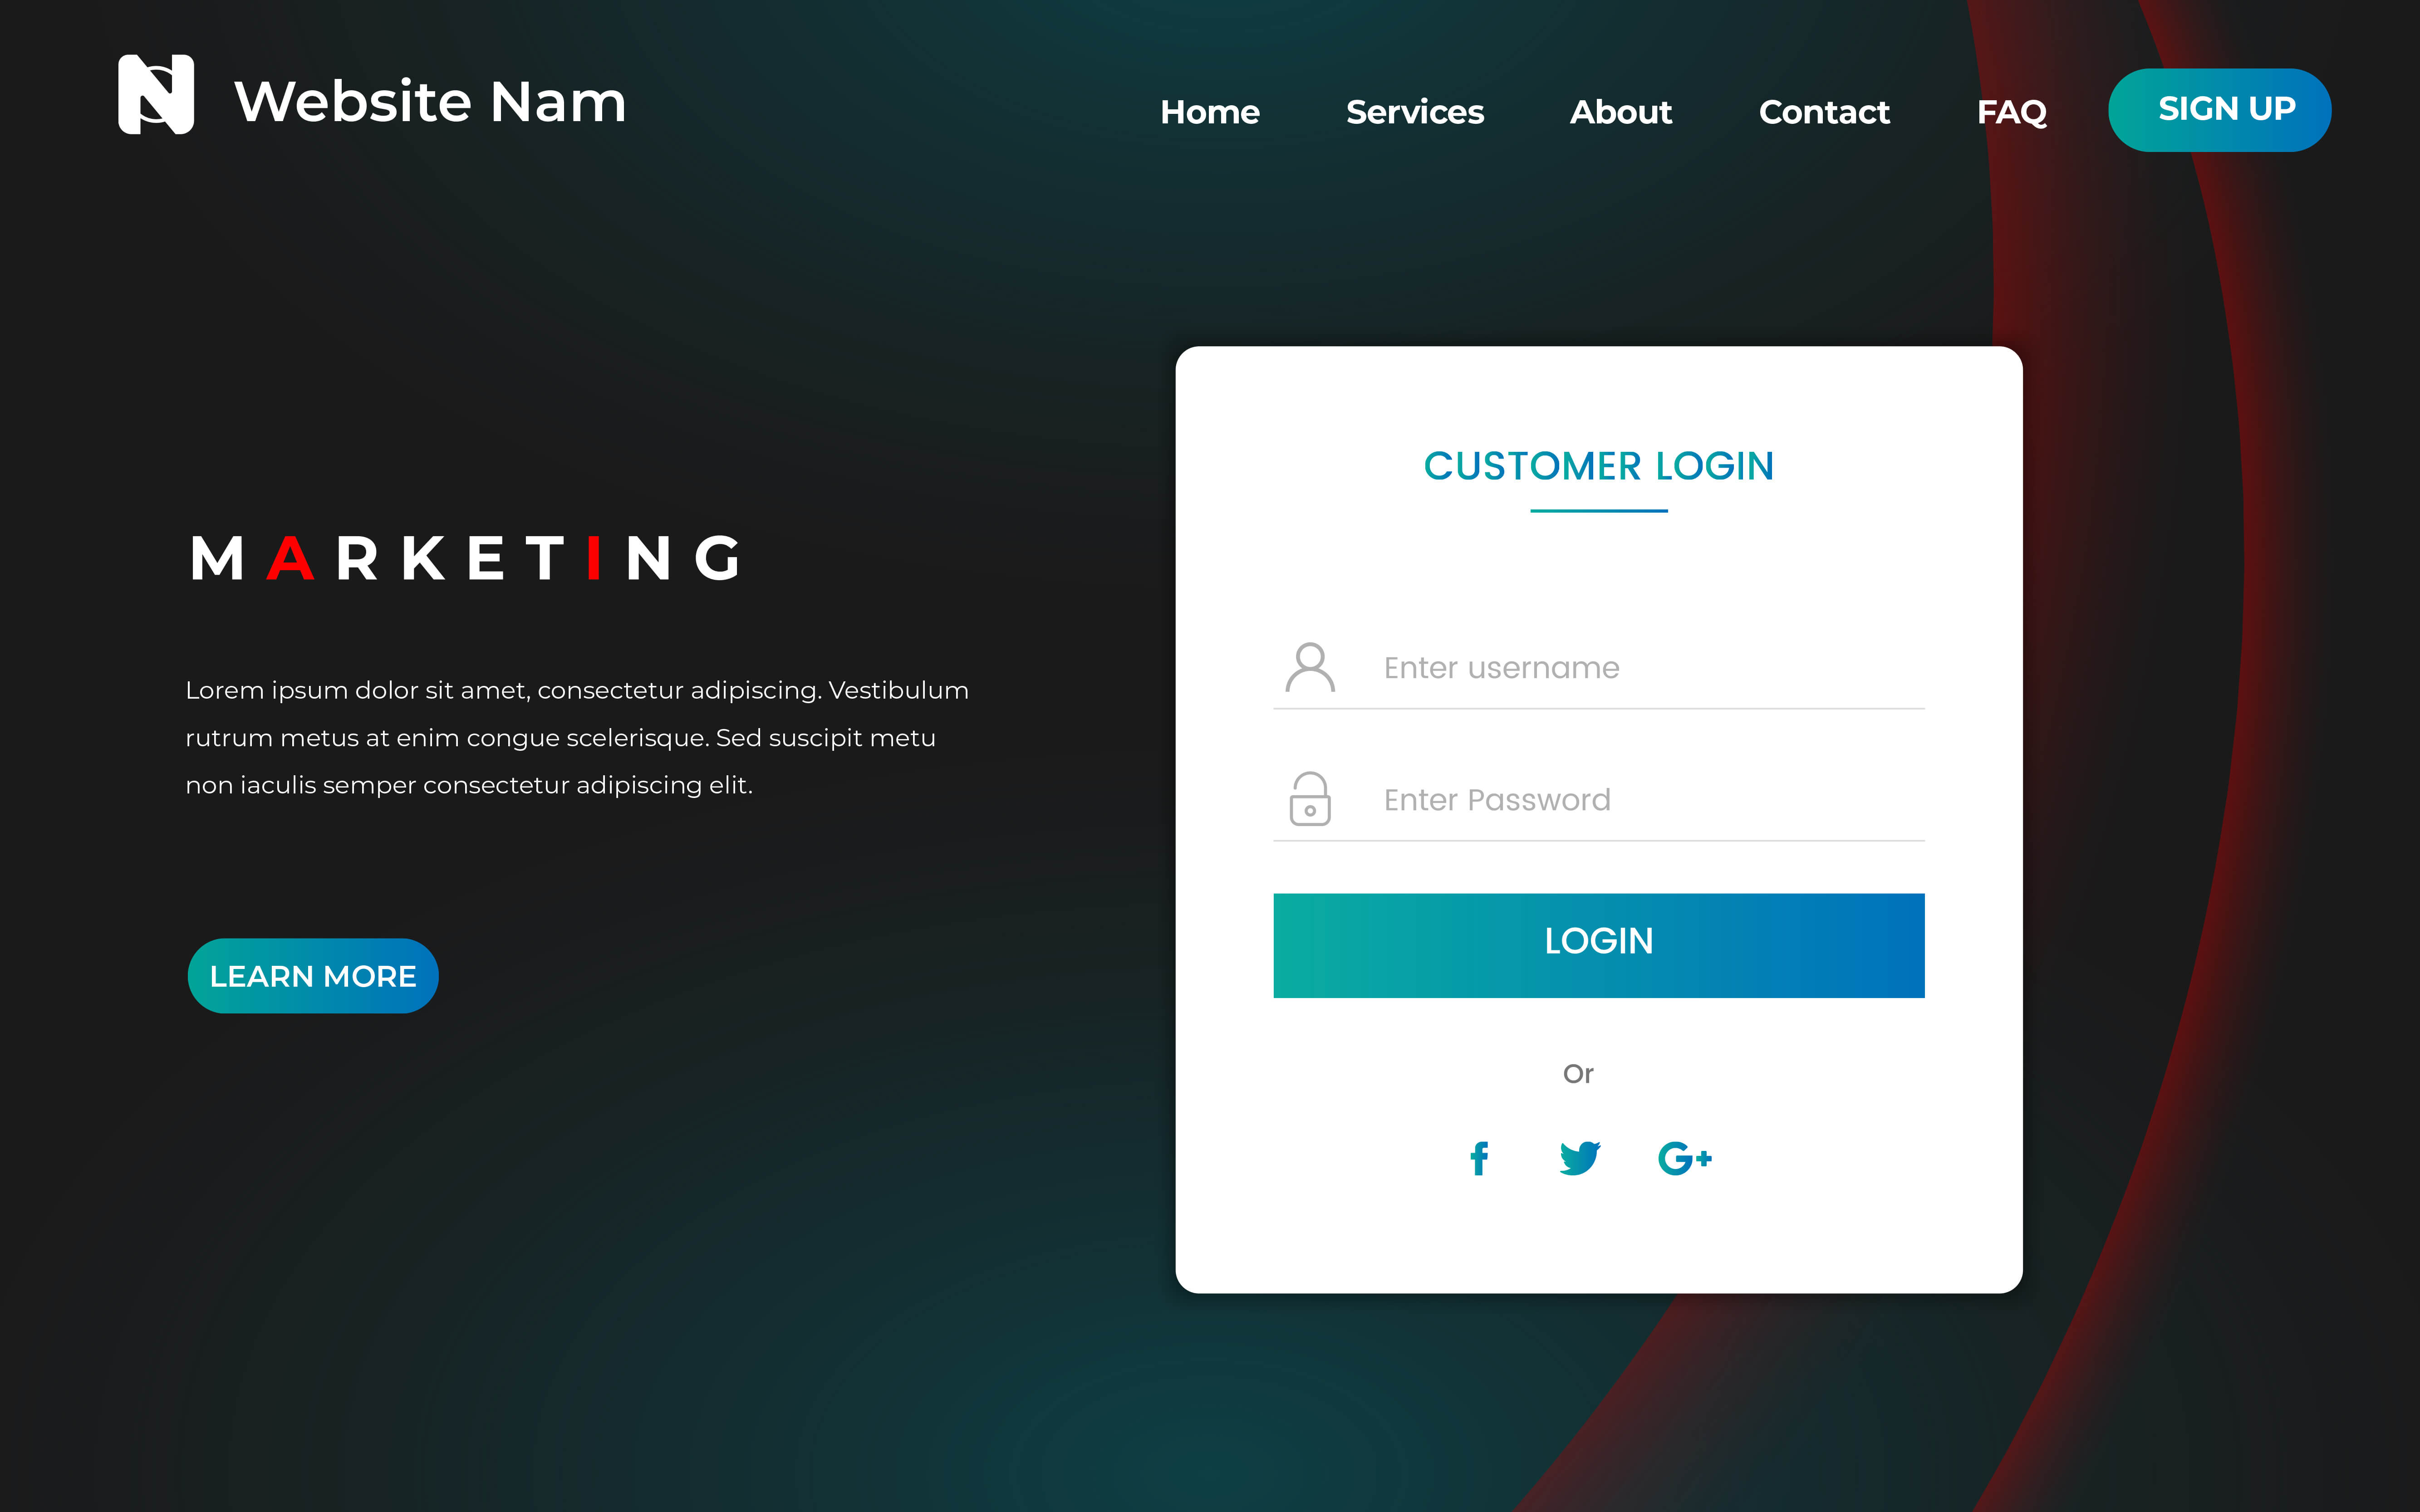 N Website Nam
Home Services About Contact FAQ SIGN UP
MARKETING
Lorem ipsum dolor sit amet, consectetur adipiscing. Vestibulum
rutrum metus at enim congue scelerisque. Sed suscipit metu
non iaculis semper consectetur adipiscing elit.
LEARN MORE
CUSTOMER LOGIN
Enter username
Enter Password
LOGIN
Or
f G+